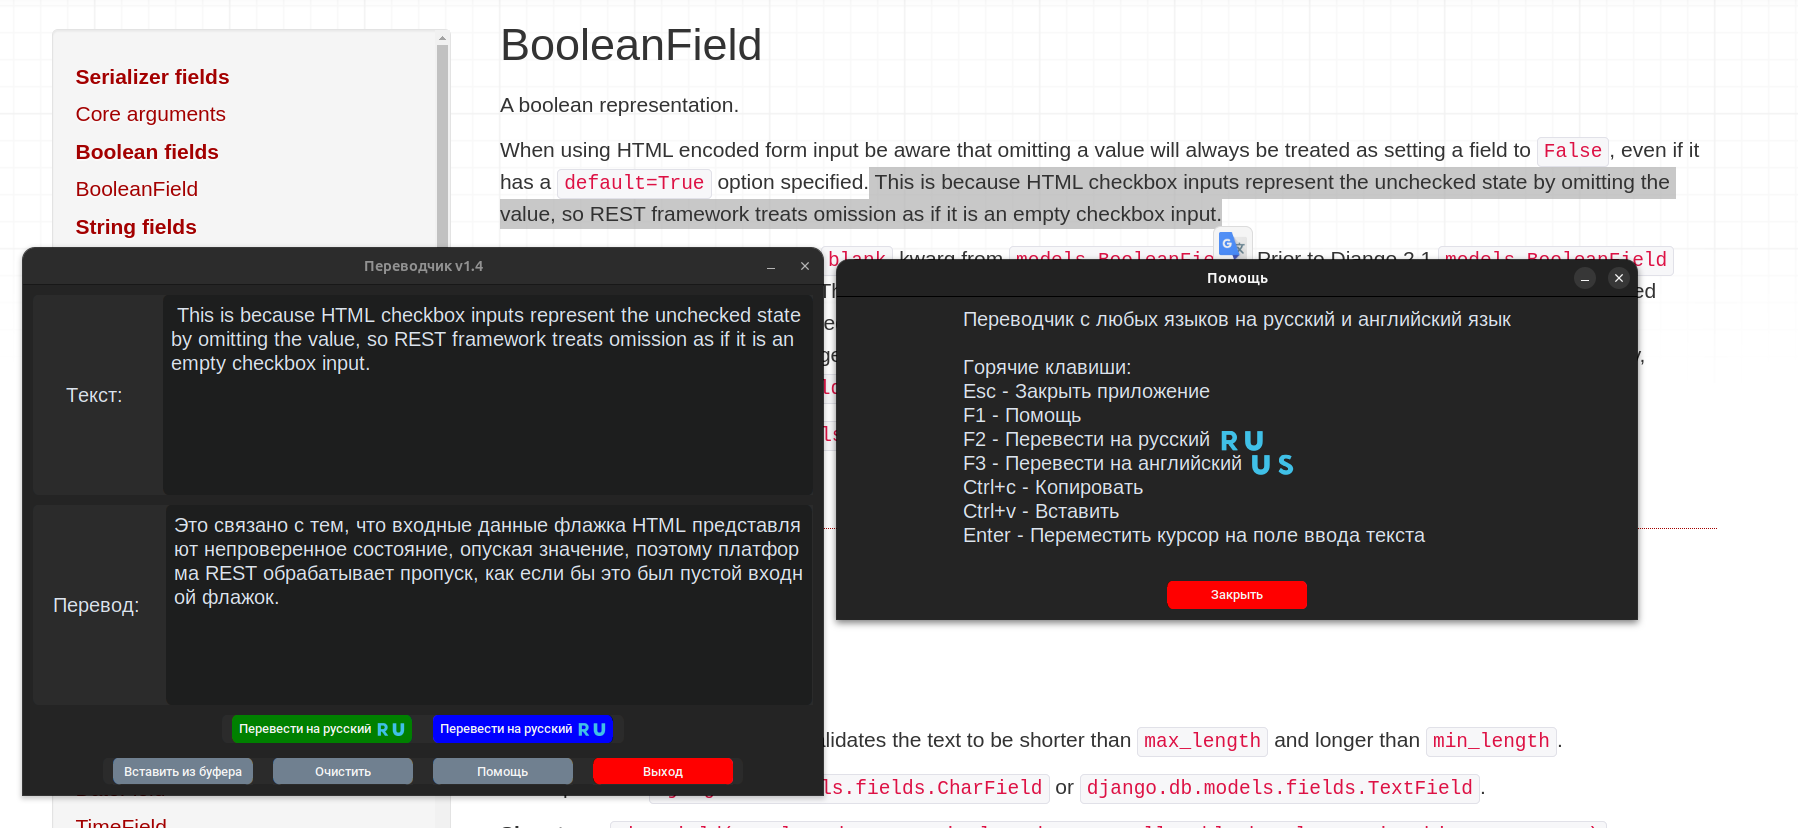 BooleanField
Serializer fields
Core arguments
Boolean fields
BooleanField
String fields
A boolean representation.
When using HTML encoded form input be aware that omitting a value will always be treated as setting a field to False, even if it
has a default=True option specified. This is because HTML checkbox inputs represent the unchecked state by omitting the
value, so REST framework treats omission as if it is an empty checkbox input.
blank kwarg from models.BooleanFie Prior to Django 2.1 models.BooleanField
Переводчик v1.4
Текст:
This is because HTML checkbox inputs represent the unchecked state
by omitting the value, so REST framework treats omission as if it is an
empty checkbox input.
Перевод:
Это связано с тем, что входные данные флажка HTML представля
ют непроверенное состояние, опуская значение, поэтому платфор
ма REST обрабатывает пропуск, как если бы это был пустой входн
ой флажок.
Перевести на русский RU
Перевести на русский RU
Вставить из буфера
Очистить
Помощь
Выход
Помощь
Переводчик с любых языков на русский и английский язык
Горячие клавиши:
Esc - Закрыть приложение
F1 - Помощь
F2 - Перевести на русский RU
F3 - Перевести на английский US
Ctrl+c - Копировать
Ctrl+v - Вставить
Enter - Переместить курсор на поле ввода текста
Закрыть
alidates the text to be shorter than max_length and longer than min_length.
ls.fields.CharField or django.db.models.fields.TextField.
TimeField